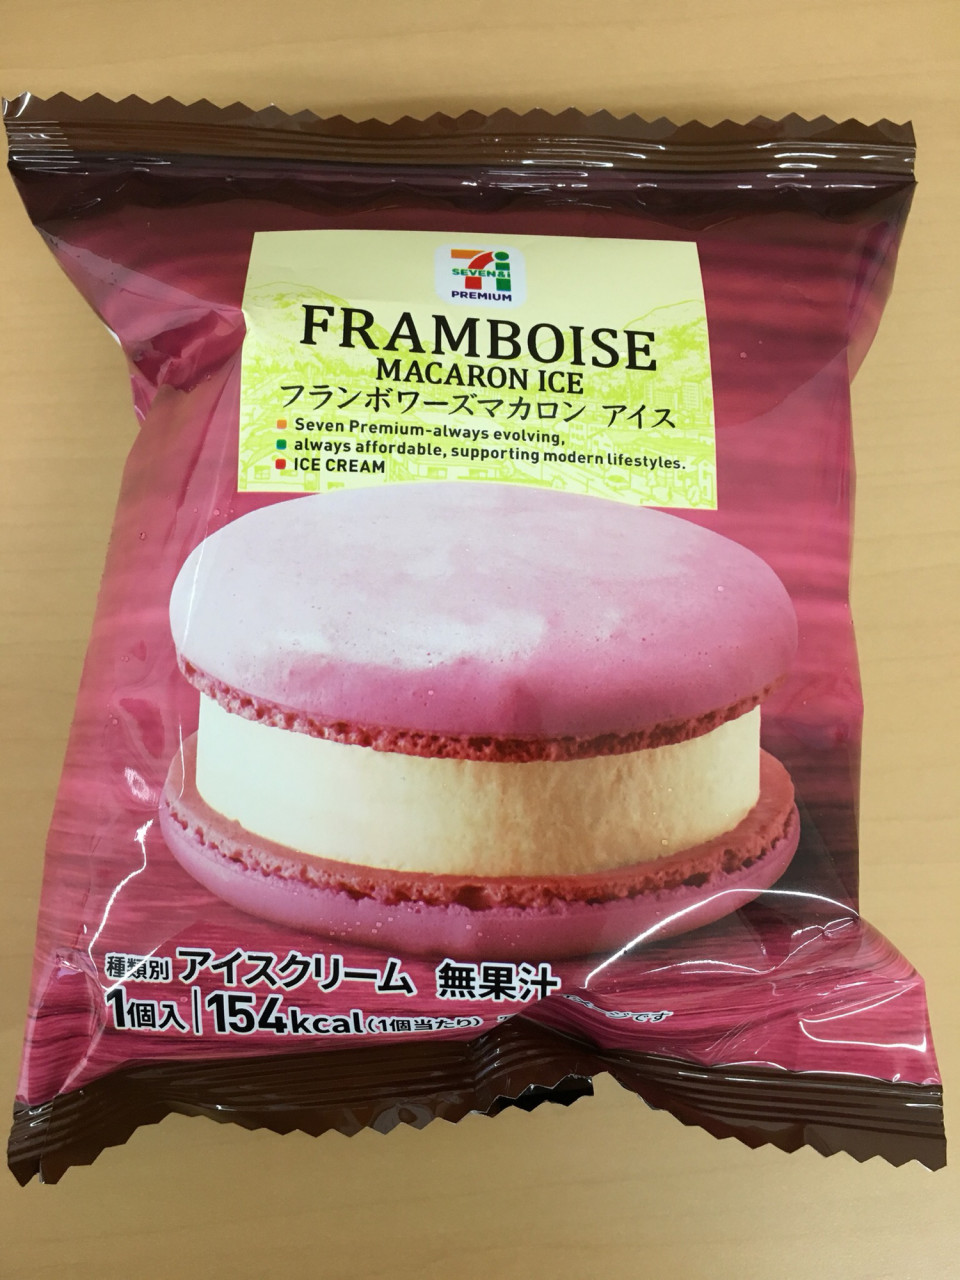 SEVEN&i
PREMIUM
FRAMBOISE
MACARON ICE
フランボワーズマカロン アイス
Seven Premium-always evolving,
always affordable, supporting modern lifestyles.
ICE CREAM
種類別 アイスクリーム 無果汁
1個入 154kcal(1個当たり)